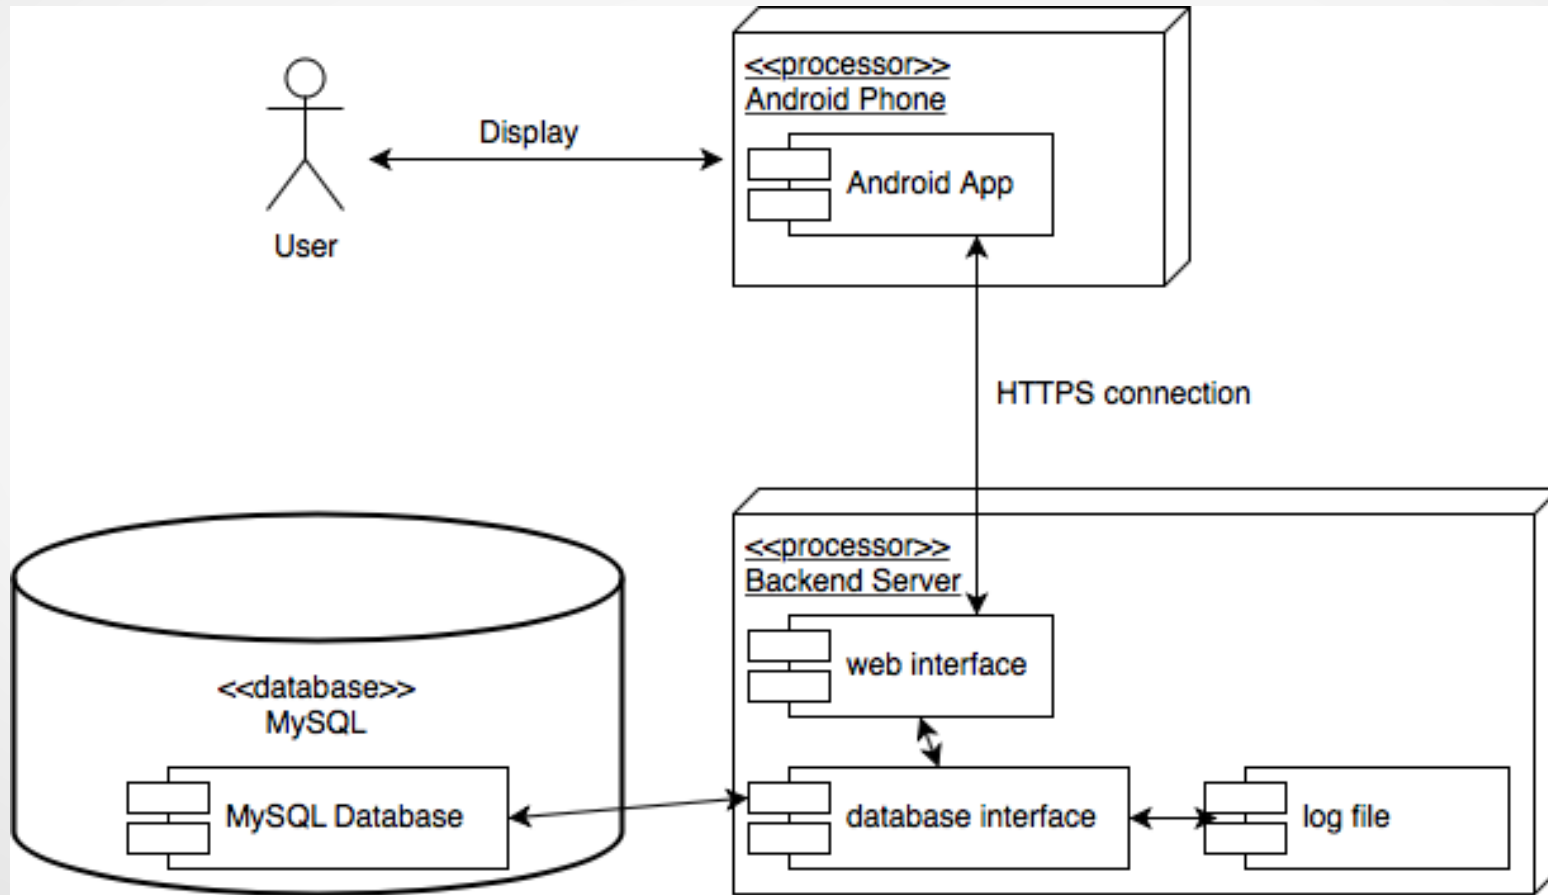 <<processor>>
Android Phone
Display
Android App
User
HTTPS connection
<<processor>>
Backend Server
web interface
<<database>>
MySQL
MySQL Database
database interface
log file